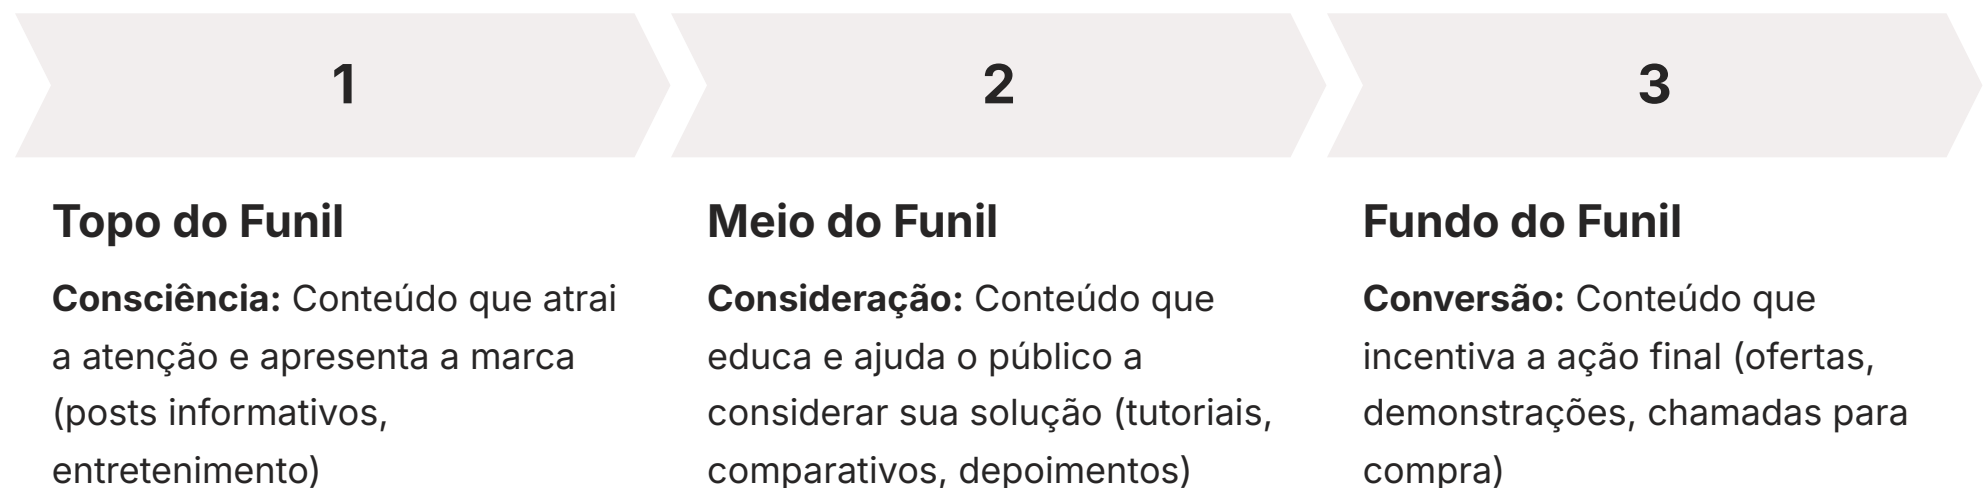 1
Topo do Funil
Consciência: Conteúdo que atrai
a atenção e apresenta a marca
(posts informativos,
entretenimento)
2
Meio do Funil
Consideração: Conteúdo que
educa e ajuda o público a
considerar sua solução (tutoriais,
comparativos, depoimentos)
3
Fundo do Funil
Conversão: Conteúdo que
incentiva a ação final (ofertas,
demonstrações, chamadas para
compra)